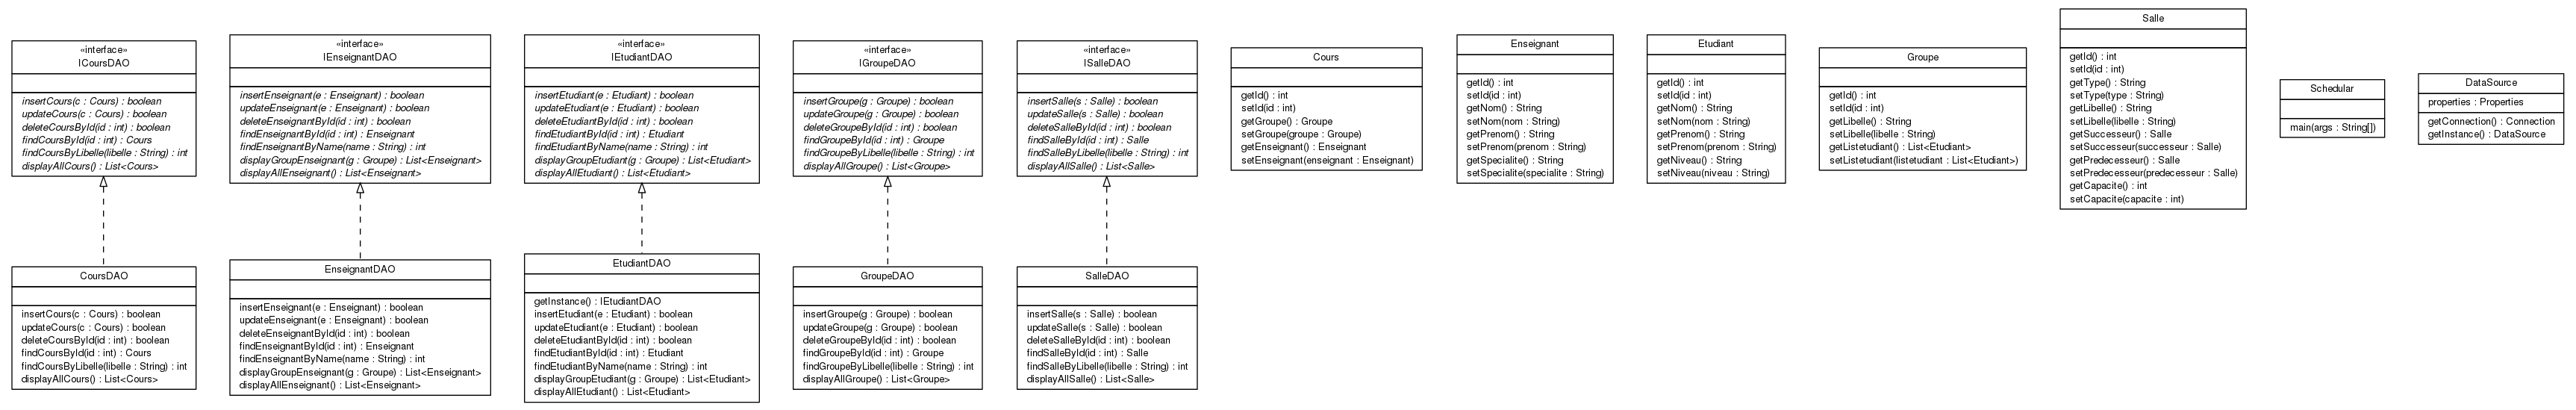 «interface»
ICoursDAO
insertCours(c : Cours) : boolean
updateCours(c : Cours) : boolean
deleteCoursById(id : int) : boolean
findCoursById(id : int) : Cours
findCoursByLibelle(libelle : String) : int
displayAllCours() : List<Cours>
«interface»
IEnseignantDAO
insertEnseignant(e : Enseignant) : boolean
updateEnseignant(e : Enseignant) : boolean
deleteEnseignantById(id : int) : boolean
findEnseignantById(id : int) : Enseignant
findEnseignantByName(name : String) : int
displayGroupEnseignant(g : Groupe) : List<Enseignant>
displayAllEnseignant() : List<Enseignant>
«interface»
IEtudiantDAO
insertEtudiant(e : Etudiant) : boolean
updateEtudiant(e : Etudiant) : boolean
deleteEtudiantById(id : int) : boolean
findEtudiantById(id : int) : Etudiant
findEtudiantByName(name : String) : int
displayGroupEtudiant(g : Groupe) : List<Etudiant>
displayAllEtudiant() : List<Etudiant>
«interface»
IGroupeDAO
insertGroupe(g : Groupe) : boolean
updateGroupe(g : Groupe) : boolean
deleteGroupeById(id : int) : boolean
findGroupeById(id : int) : Groupe
findGroupeByLibelle(libelle : String) : int
displayAllGroupe() : List<Groupe>
«interface»
ISalleDAO
insertSalle(s : Salle) : boolean
updateSalle(s : Salle) : boolean
deleteSalleById(id : int) : boolean
findSalleById(id : int) : Salle
findSalleByLibelle(libelle : String) : int
displayAllSalle() : List<Salle>
Cours
getId() : int
setId(id : int)
getGroupe() : Groupe
setGroupe(groupe : Groupe)
getEnseignant() : Enseignant
setEnseignant(enseignant : Enseignant)
Enseignant
getId() : int
setId(id : int)
getNom() : String
setNom(nom : String)
getPrenom() : String
setPrenom(prenom : String)
getSpecialite() : String
setSpecialite(specialite : String)
Etudiant
getId() : int
setId(id : int)
getNom() : String
setNom(nom : String)
getPrenom() : String
setPrenom(prenom : String)
getNiveau() : String
setNiveau(niveau : String)
Groupe
getId() : int
setId(id : int)
getLibelle() : String
setLibelle(libelle : String)
getListetudiant() : List<Etudiant>
setListetudiant(listetudiant : List<Etudiant>)
Salle
getId() : int
setId(id : int)
getType() : String
setType(type : String)
getLibelle() : String
setLibelle(libelle : String)
getSuccesseur() : Salle
setSuccesseur(successeur : Salle)
getPredecesseur() : Salle
setPredecesseur(predecesseur : Salle)
getCapacite() : int
setCapacite(capacite : int)
Schedular
main(args : String[])
DataSource
properties : Properties
getConnection() : Connection
getInstance() : DataSource
CoursDAO
insertCours(c : Cours) : boolean
updateCours(c : Cours) : boolean
deleteCoursById(id : int) : boolean
findCoursById(id : int) : Cours
findCoursByLibelle(libelle : String) : int
displayAllCours() : List<Cours>
EnseignantDAO
insertEnseignant(e : Enseignant) : boolean
updateEnseignant(e : Enseignant) : boolean
deleteEnseignantById(id : int) : boolean
findEnseignantById(id : int) : Enseignant
findEnseignantByName(name : String) : int
displayGroupEnseignant(g : Groupe) : List<Enseignant>
displayAllEnseignant() : List<Enseignant>
EtudiantDAO
getInstance() : IEtudiantDAO
insertEtudiant(e : Etudiant) : boolean
updateEtudiant(e : Etudiant) : boolean
deleteEtudiantById(id : int) : boolean
findEtudiantById(id : int) : Etudiant
findEtudiantByName(name : String) : int
displayGroupEtudiant(g : Groupe) : List<Etudiant>
displayAllEtudiant() : List<Etudiant>
GroupeDAO
insertGroupe(g : Groupe) : boolean
updateGroupe(g : Groupe) : boolean
deleteGroupeById(id : int) : boolean
findGroupeById(id : int) : Groupe
findGroupeByLibelle(libelle : String) : int
displayAllGroupe() : List<Groupe>
SalleDAO
insertSalle(s : Salle) : boolean
updateSalle(s : Salle) : boolean
deleteSalleById(id : int) : boolean
findSalleById(id : int) : Salle
findSalleByLibelle(libelle : String) : int
displayAllSalle() : List<Salle>